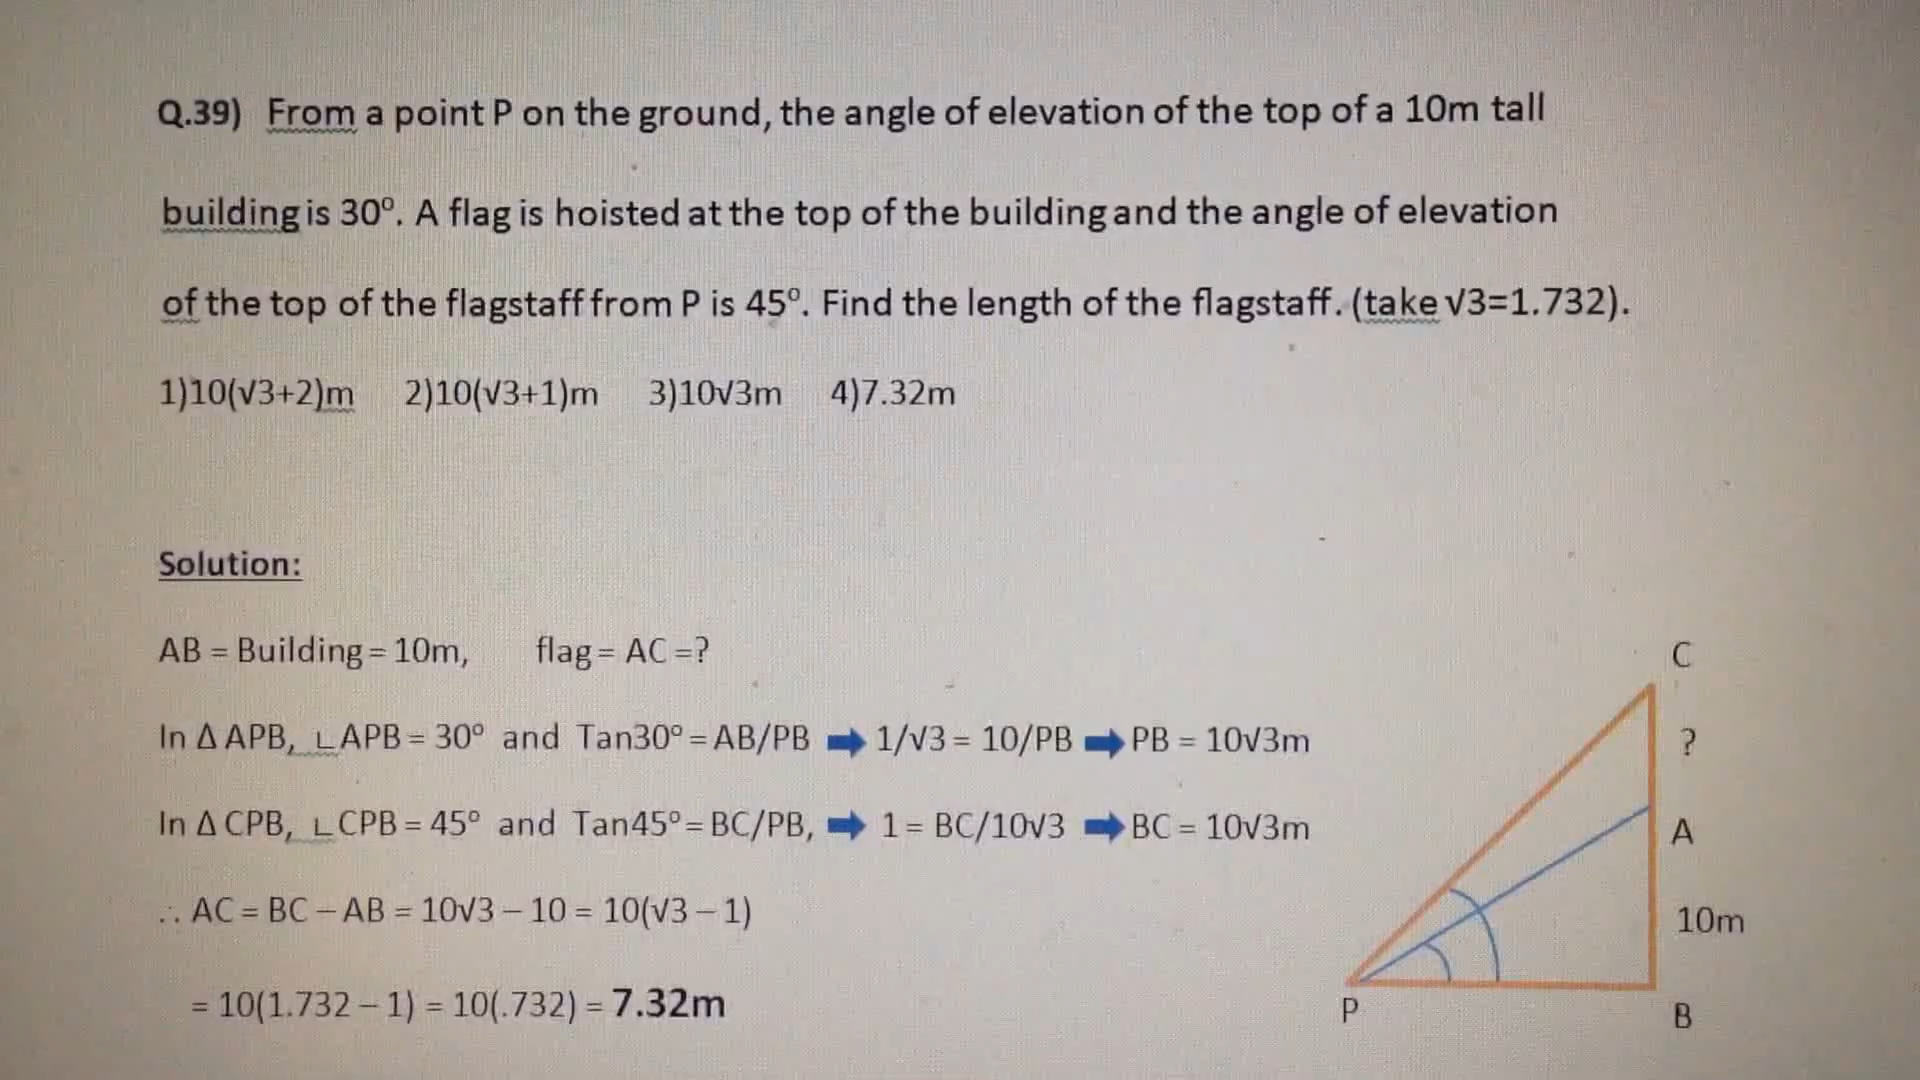 Q.39) From a point P on the ground, the angle of elevation of the top of a 10m tall
building is 30º. A flag is hoisted at the top of the building and the angle of elevation
of the top of the flagstaff from P is 45º. Find the length of the flagstaff. (take √3=1.732).
1)10(√3+2)m 2)10(√3+1)m 3)10√3m 4)7.32m
Solution:
AB = Building = 10m, flag = AC =?
In Δ APB, ∟APB = 30º and Tan30º = AB/PB ➡ 1/√3 = 10/PB ➡ PB = 10√3m
In Δ CPB, ∟CPB = 45º and Tan45º = BC/PB, ➡ 1 = BC/10√3 ➡ BC = 10√3m
∴ AC = BC – AB = 10√3 – 10 = 10(√3 – 1)
= 10(1.732 – 1) = 10(.732) = 7.32m
C
?
A
10m
P
B